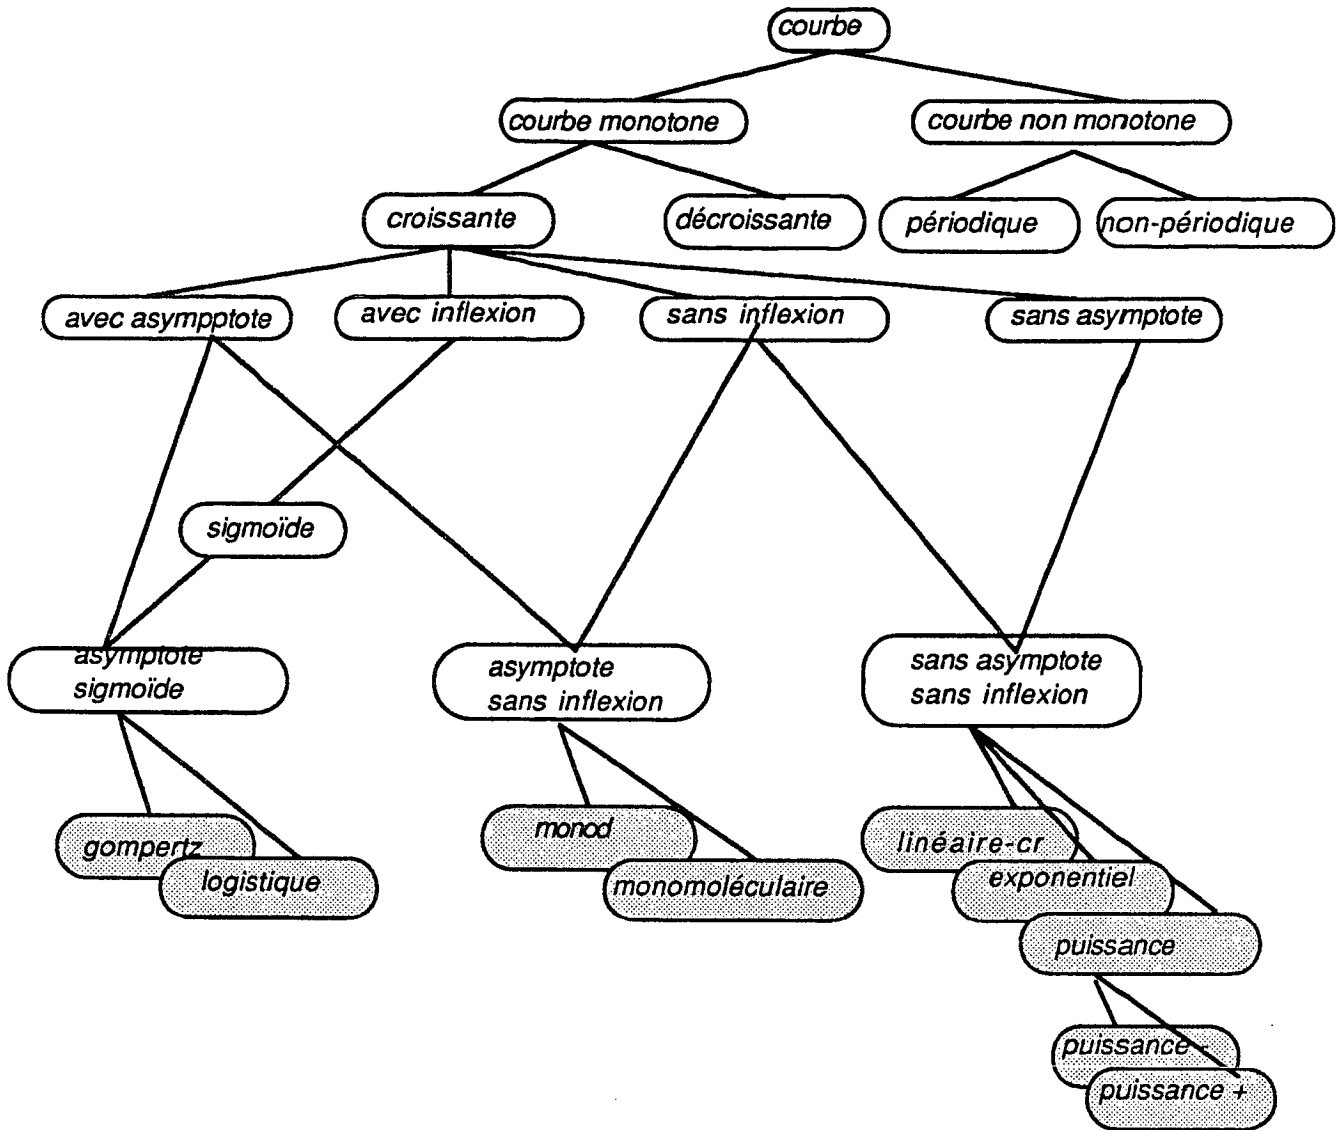 courbe
courbe monotone
courbe non monotone
croissante
décroissante
périodique
non-périodique
avec asympptote
avec inflexion
sans inflexion
sans asymptote
sigmoïde
asymptote
sigmoïde
asymptote
sans inflexion
sans asymptote
sans inflexion
gompertz
logistique
monod
monomoléculaire
linéaire-cr
exponentiel
puissance
puissance -
puissance +